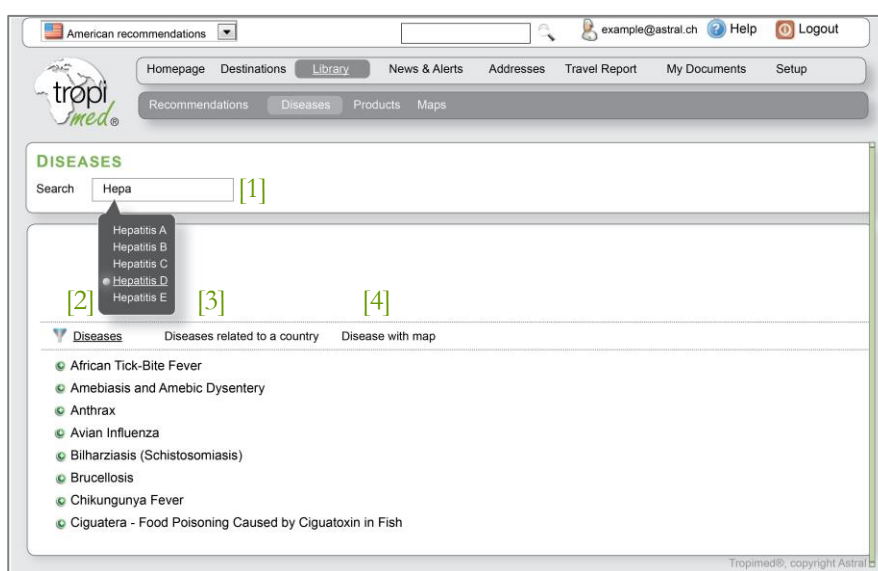 American recommendations
example@astral.ch Help Logout
Homepage Destinations Library News & Alerts Addresses Travel Report My Documents Setup
tropimed®
Recommendations Diseases Products Maps
DISEASES
Search Hepa [1]
Hepatitis A
Hepatitis B
Hepatitis C
Hepatitis D
Hepatitis E
[2] [3] [4]
Diseases Diseases related to a country Disease with map
African Tick-Bite Fever
Amebiasis and Amebic Dysentery
Anthrax
Avian Influenza
Bilharziasis (Schistosomiasis)
Brucellosis
Chikungunya Fever
Ciguatera - Food Poisoning Caused by Ciguatoxin in Fish
Tropimed®, copyright Astral